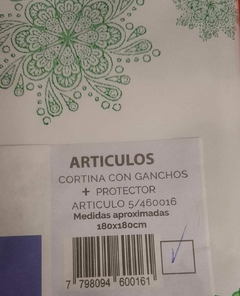 ARTICULOS
CORTINA CON GANCHOS
+ PROTECTOR
ARTICULO 5/460016
Medidas aproximadas
180x180cm
7 798094 600161